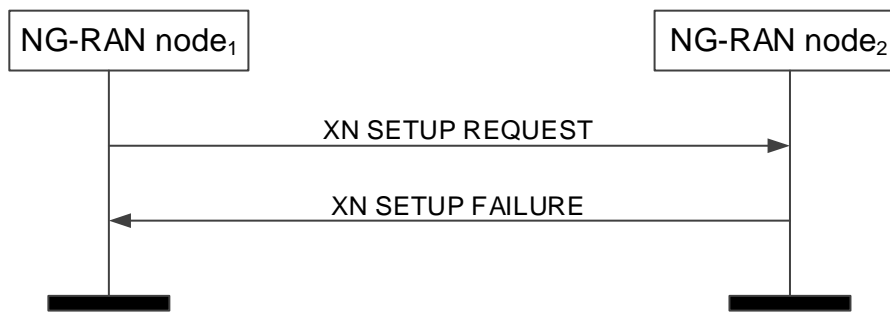 NG-RAN node₁
NG-RAN node₂
XN SETUP REQUEST
XN SETUP FAILURE